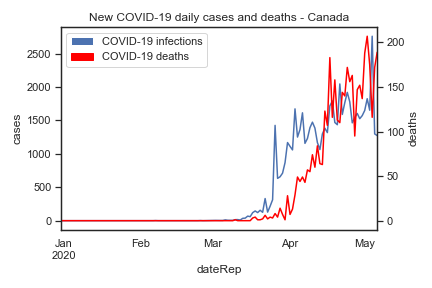 New COVID-19 daily cases and deaths - Canada
COVID-19 infections
COVID-19 deaths
cases
2500
2000
1500
1000
500
0
deaths
200
150
100
50
0
Jan
2020
Feb
Mar
Apr
May
dateRep